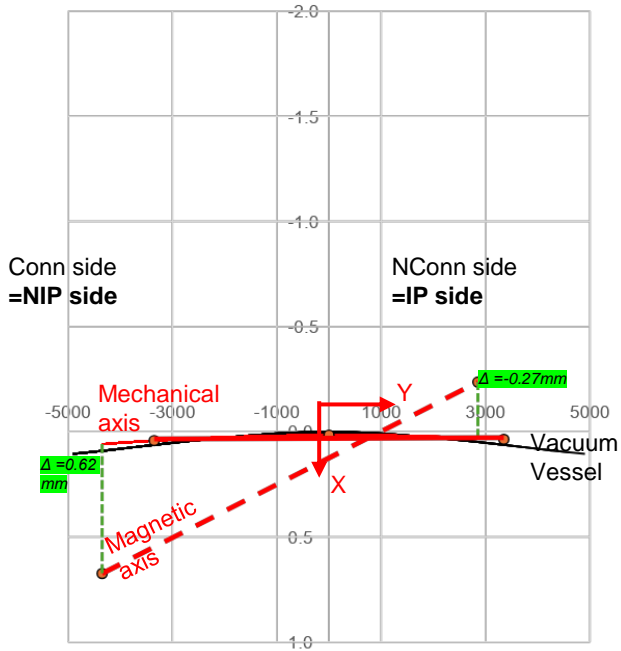 -2.0
-1.5
-1.0
Conn side
=NIP side
NConn side
=IP side
-0.5
Δ =-0.27mm
Mechanical
axis
Y
-5000
-3000
-1000
1000
3000
5000
0.0
Vacuum
Vessel
Δ =0.62
mm
X
Magnetic
axis
0.5
1.0